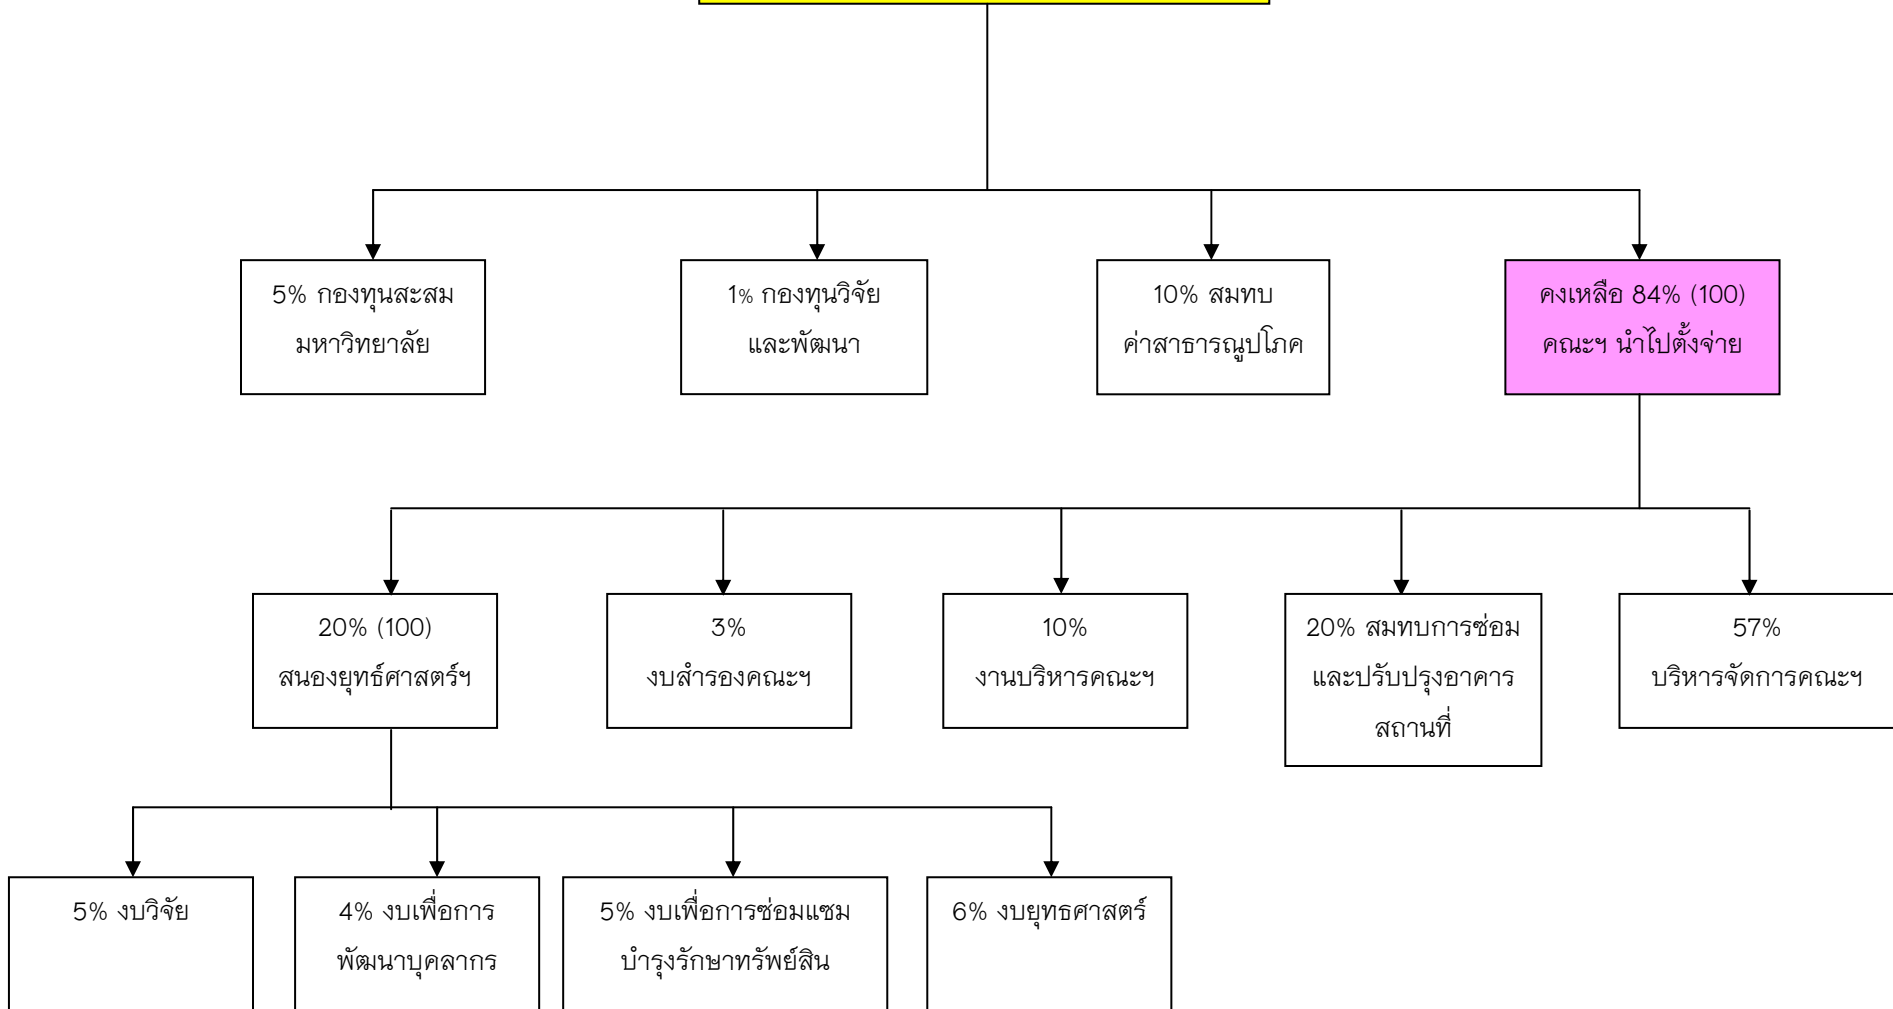 5% กองทุนสะสม
มหาวิทยาลัย
1% กองทุนวิจัย
และพัฒนา
10% สมทบ
ค่าสาธารณูปโภค
คงเหลือ 84% (100)
คณะฯ นำไปตั้งจ่าย
20% (100)
สนองยุทธ์ศาสตร์ฯ
3%
งบสำรองคณะฯ
10%
งานบริหารคณะฯ
20% สมทบการซ่อม
และปรับปรุงอาคาร
สถานที่
57%
บริหารจัดการคณะฯ
5% งบวิจัย
4% งบเพื่อการ
พัฒนาบุคลากร
5% งบเพื่อการซ่อมแซม
บำรุงรักษาทรัพย์สิน
6% งบยุทธศาสตร์